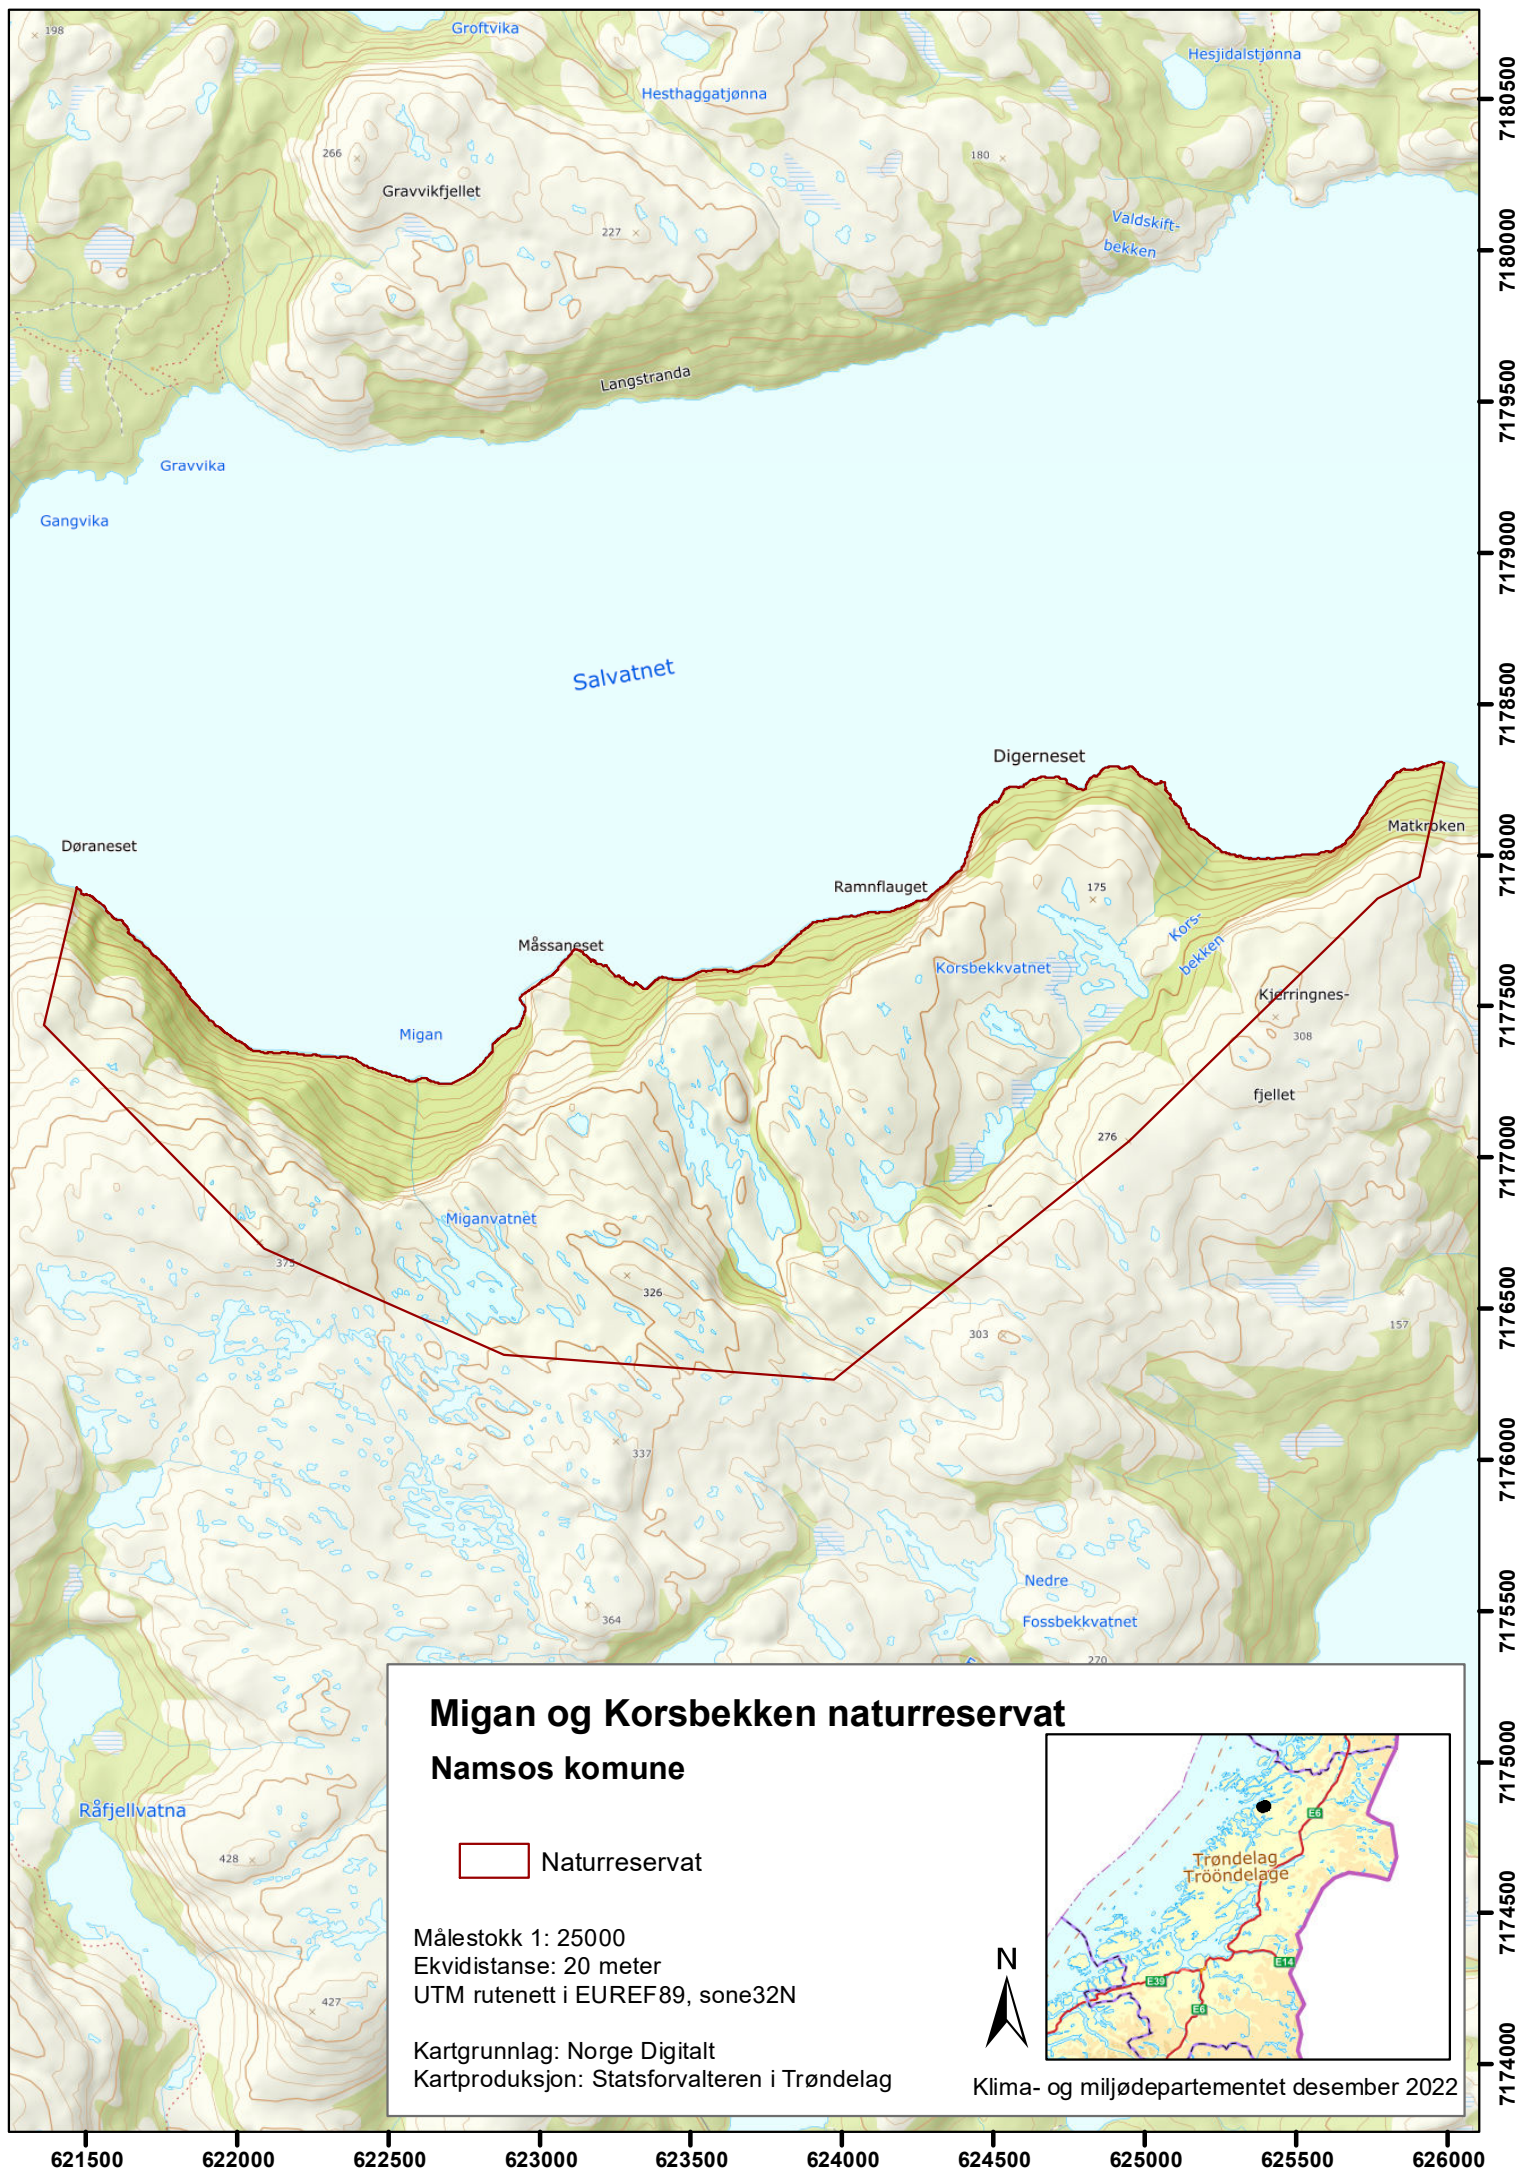 198
Groftvika
Hesjidalstjønna
Hesthaggatjønna
266
Gravvikfjellet
180
227
Valdskift-
bekken
Langstranda
Gravvika
Gangvika
Salvatnet
Digerneset
Døraneset
Matkroken
Ramnflauget
175
Måssaneset
Kors-
bekken
Korsbekkvatnet
Kjerringnes-
308
Migan
fjellet
276
Miganvatnet
375
326
303
157
337
364
Nedre
Fossbekkvatnet
270
Råfjellvatna
428
427
7180500
7180000
7179500
7179000
7178500
7178000
7177500
7177000
7176500
7176000
7175500
7175000
7174500
7174000
Migan og Korsbekken naturreservat
Namsos komune
Naturreservat
Målestokk 1: 25000
Ekvidistanse: 20 meter
UTM rutenett i EUREF89, sone32N
Kartgrunnlag: Norge Digitalt
Kartproduksjon: Statsforvalteren i Trøndelag
N
E6
Trøndelag
Trööndelage
E14
E39
E6
Klima- og miljødepartementet desember 2022
621500 622000 622500 623000 623500 624000 624500 625000 625500 626000